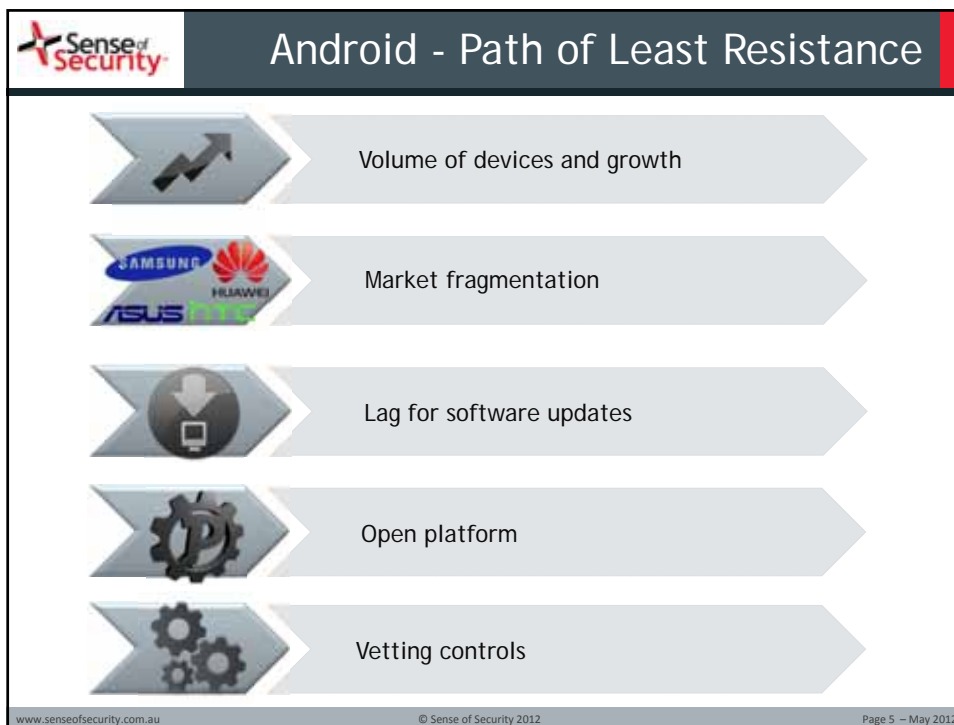 Sense of
Security
Android - Path of Least Resistance
Volume of devices and growth
SAMSUNG
HUAWEI
ASUS hTC
Market fragmentation
Lag for software updates
P
Open platform
Vetting controls
www.senseofsecurity.com.au © Sense of Security 2012 Page 5 – May 2012